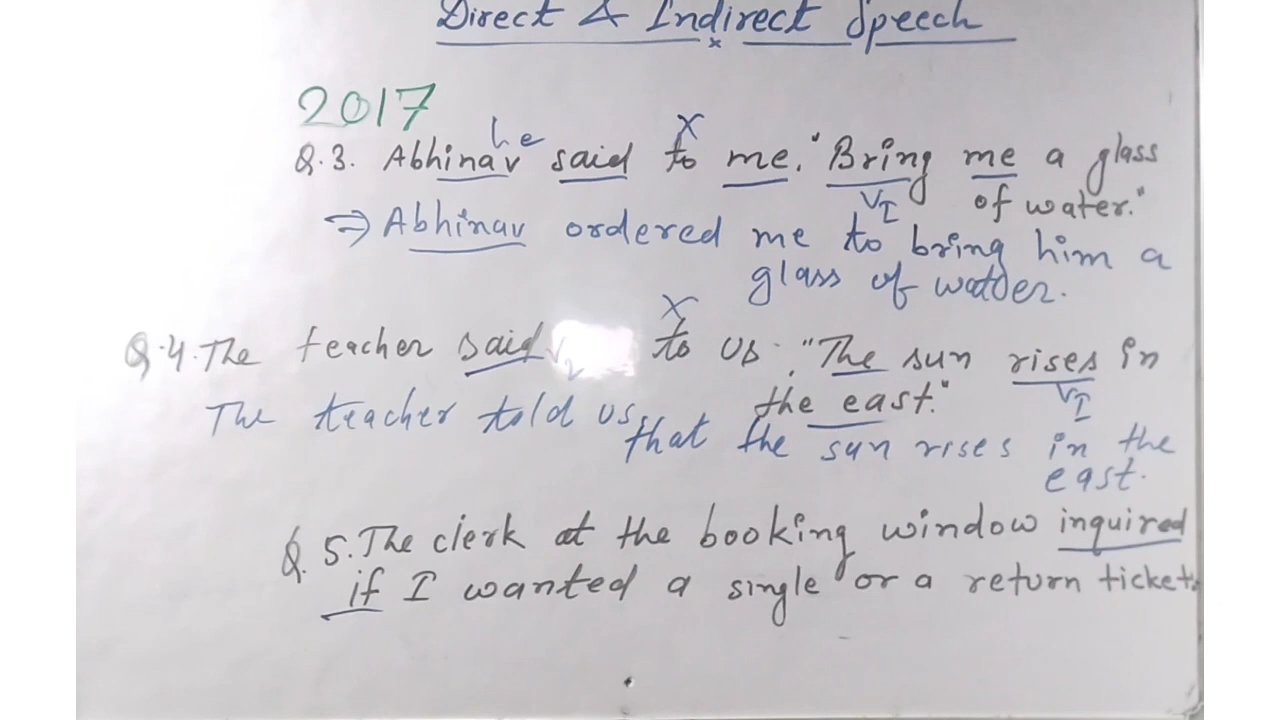 Direct & Indirect Speech
x
2017
he x
Q.3. Abhinav said to me. "Bring me a glass
V I of water."
⇒ Abhinav ordered me to bring him a
glass of watter.
x
Q.4. The teacher said V2 to us. "The sun rises in
the east." V I
The teacher told us
that the sun rises in the
east.
Q. 5. The clerk at the booking window inquired
if I wanted a single or a return ticket.